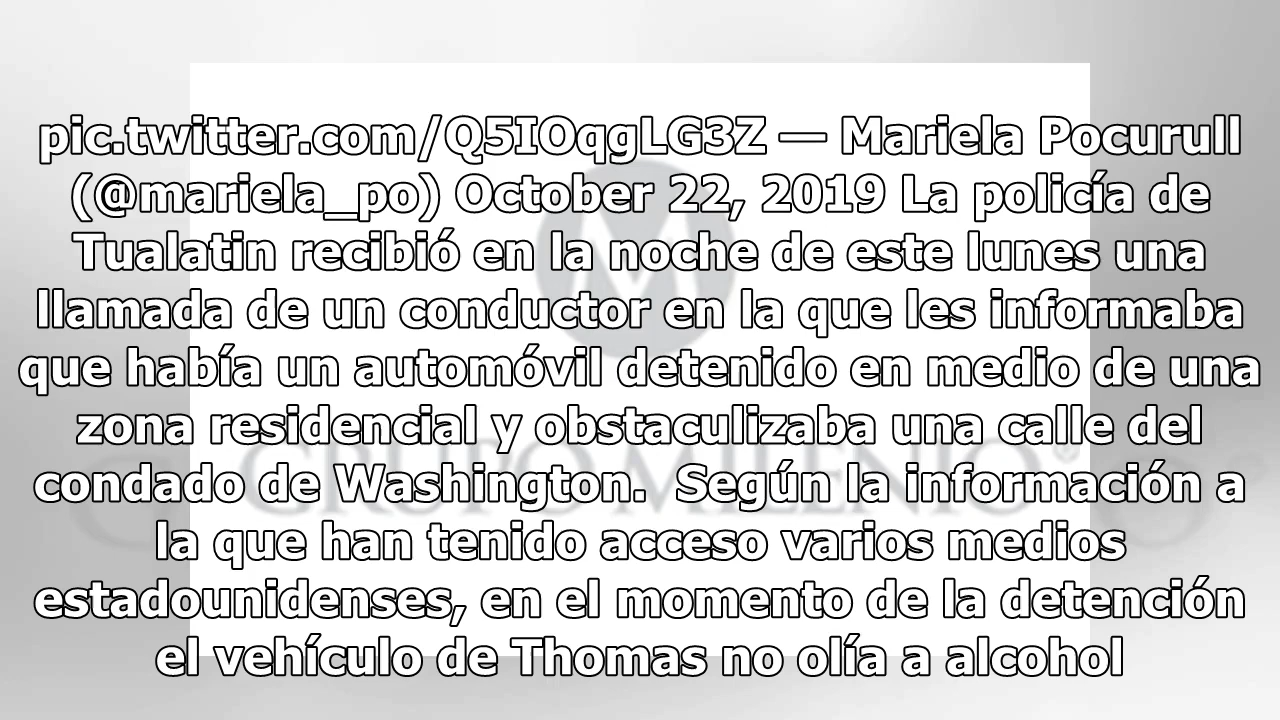 pic.twitter.com/Q5IOqgLG3Z — Mariela Pocurull
(@mariela_po) October 22, 2019 La policía de
Tualatin recibió en la noche de este lunes una
llamada de un conductor en la que les informaba
que había un automóvil detenido en medio de una
zona residencial y obstaculizaba una calle del
condado de Washington.  Según la información a
la que han tenido acceso varios medios
estadounidenses, en el momento de la detención
el vehículo de Thomas no olía a alcohol
M
GRUPO MILENIO®